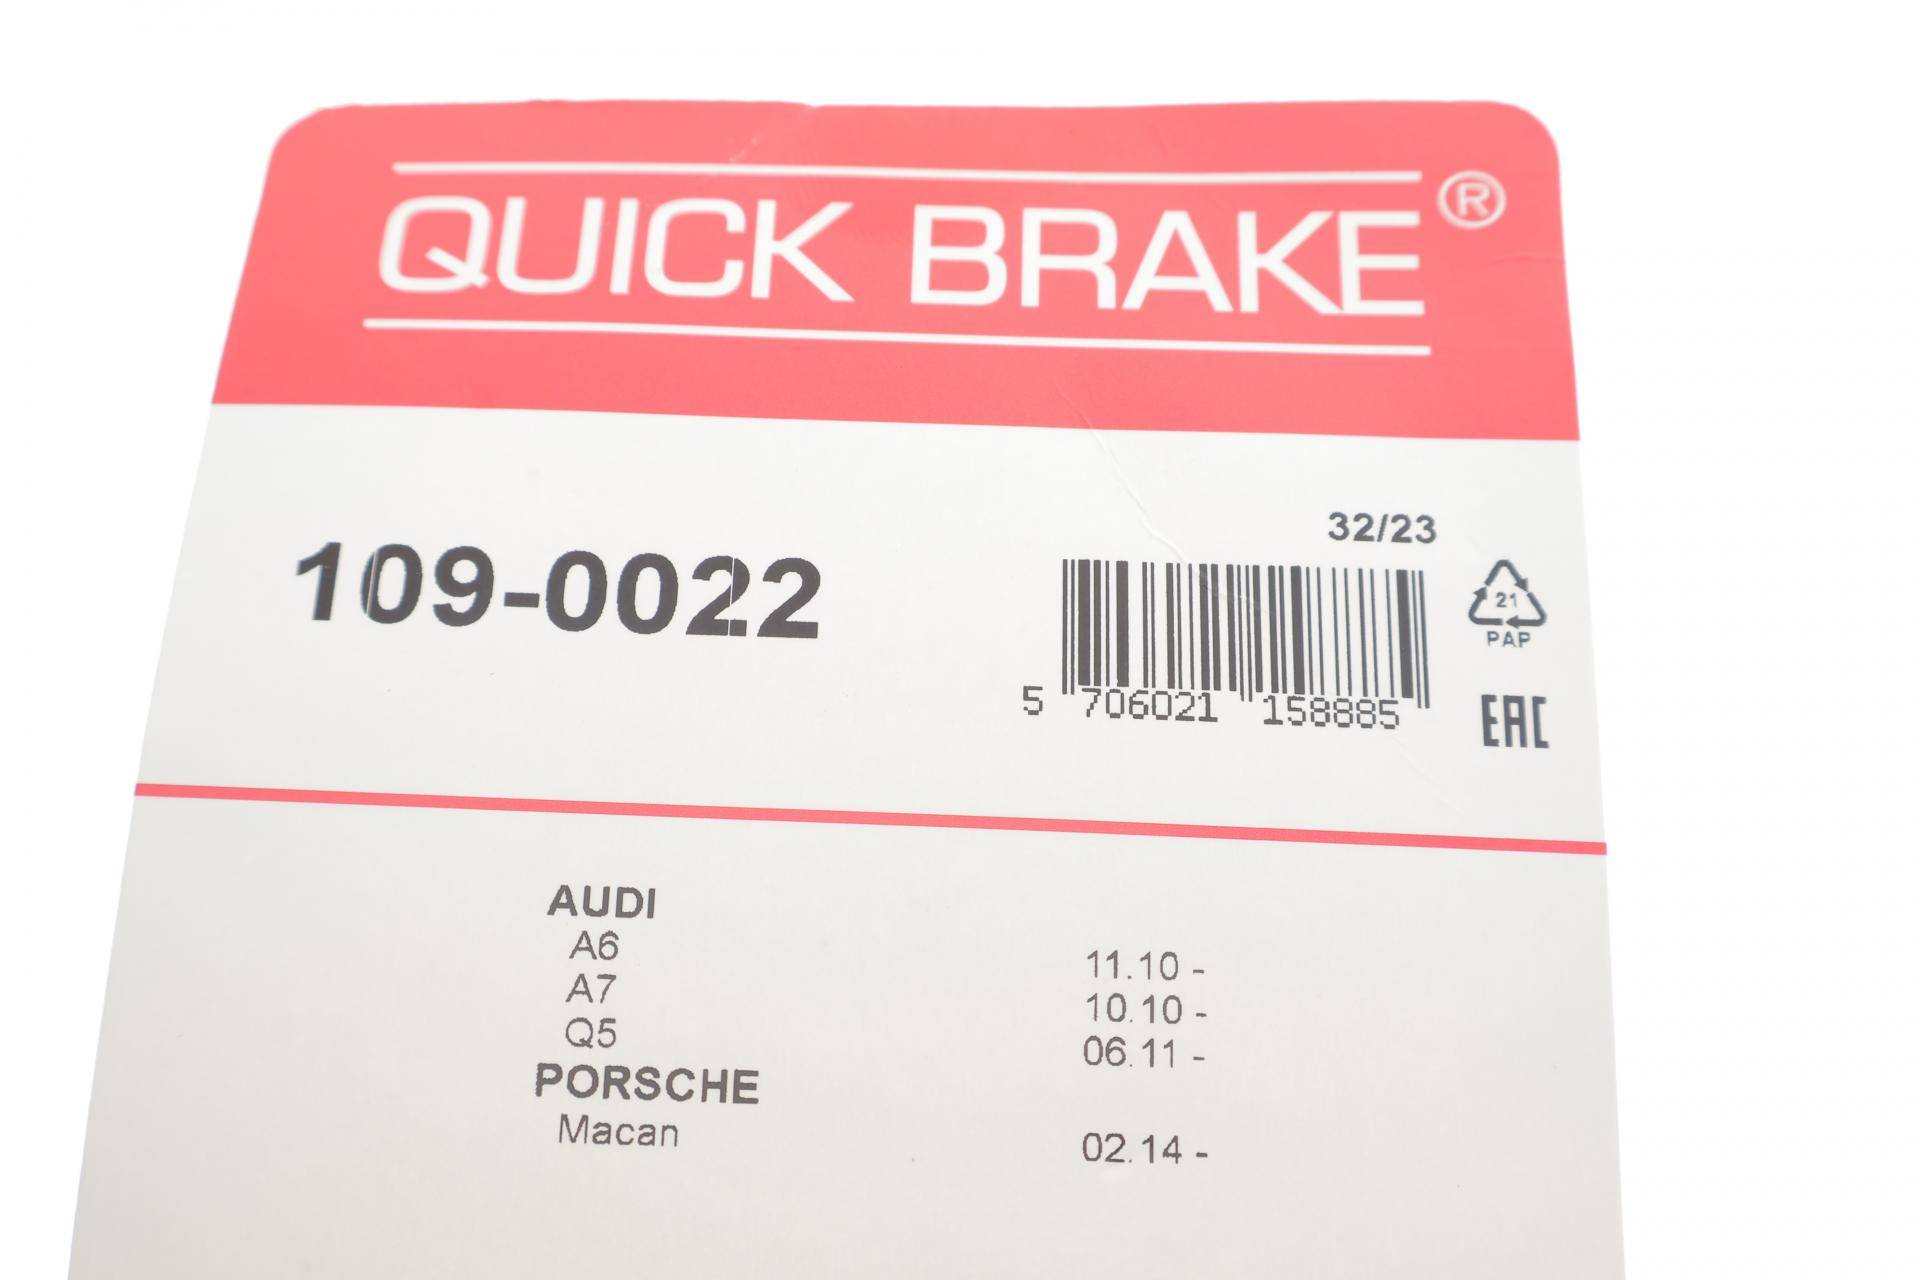 QUICK BRAKE®
109-0022
32/23
5 706021 158885
21
PAP
EAC
AUDI
A6 11.10 -
A7 10.10 -
Q5 06.11 -
PORSCHE
Macan 02.14 -